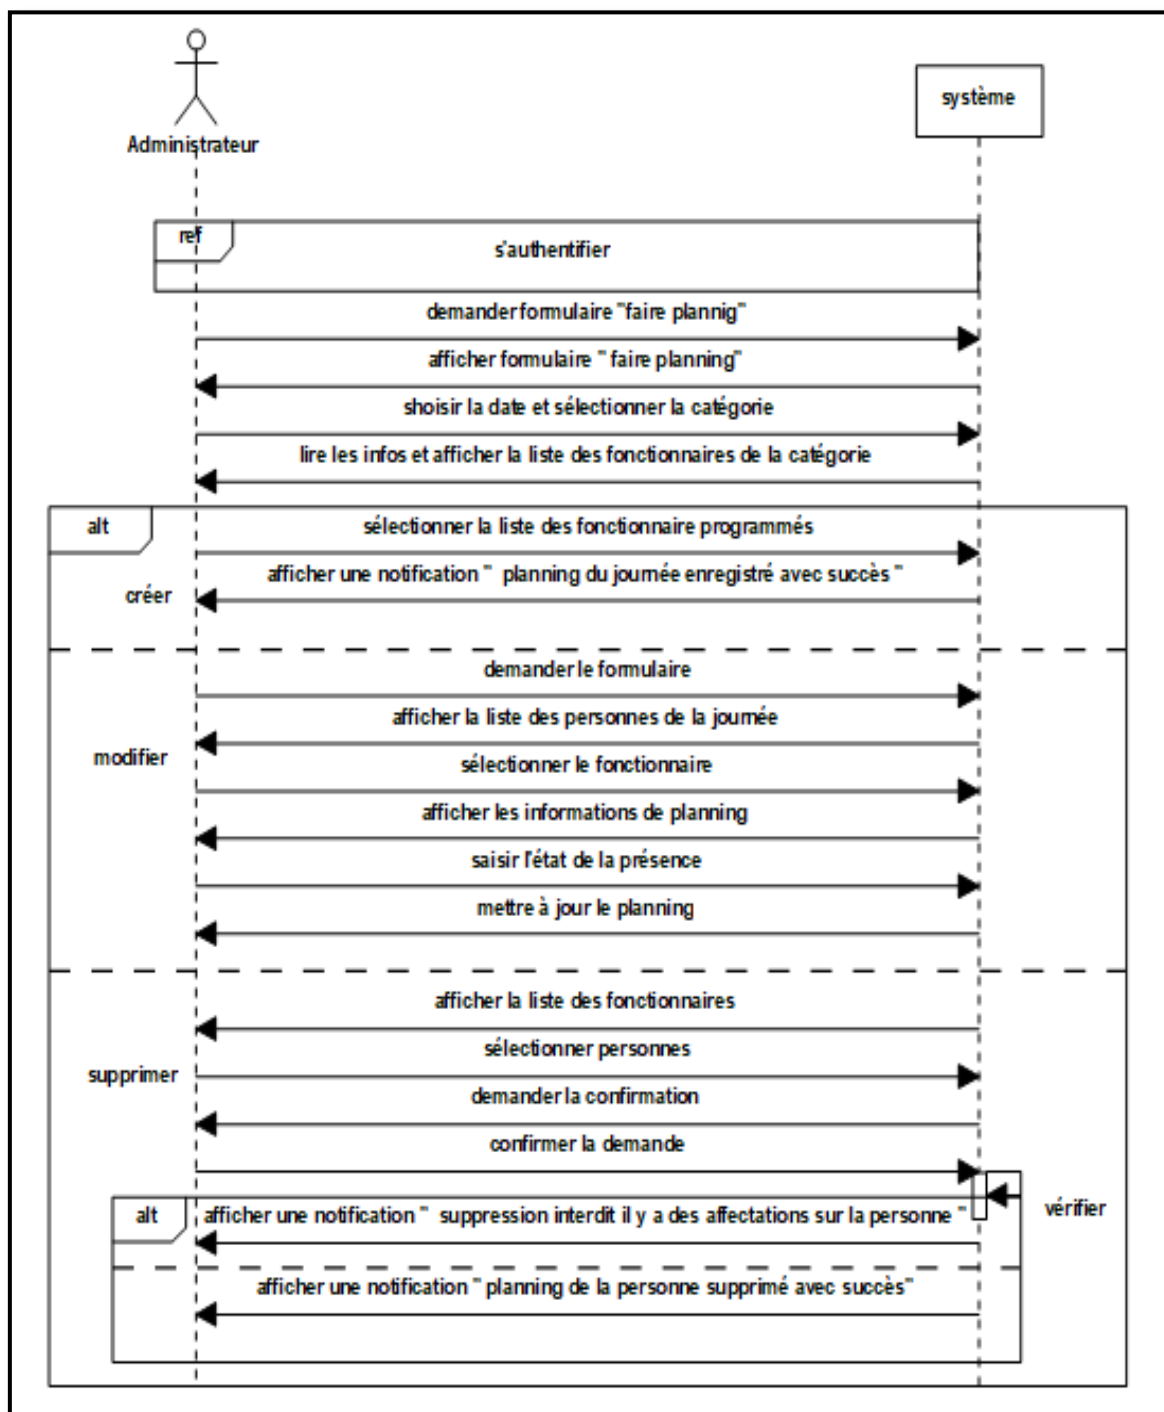 Administrateur
système
ref
s'authentifier
demander formulaire "faire plannig"
afficher formulaire " faire planning"
shoisir la date et sélectionner la catégorie
lire les infos et afficher la liste des fonctionnaires de la catégorie
alt
sélectionner la liste des fonctionnaire programmés
afficher une notification " planning du journée enregistré avec succès "
créer
demander le formulaire
afficher la liste des personnes de la journée
modifier
sélectionner le fonctionnaire
afficher les informations de planning
saisir l'état de la présence
mettre à jour le planning
afficher la liste des fonctionnaires
sélectionner personnes
supprimer
demander la confirmation
confirmer la demande
vérifier
alt
afficher une notification " suppression interdit il y a des affectations sur la personne "
afficher une notification " planning de la personne supprimé avec succès"